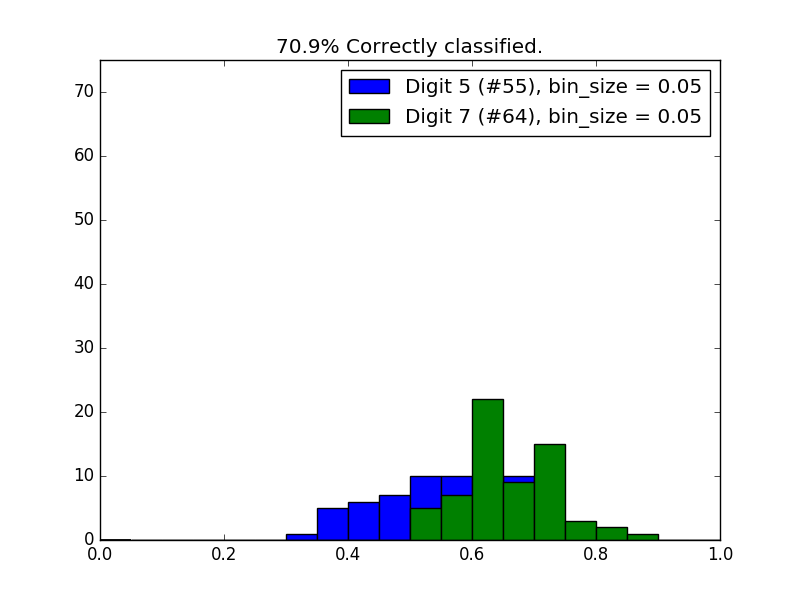 70.9% Correctly classified.
Digit 5 (#55), bin_size = 0.05
Digit 7 (#64), bin_size = 0.05
70
60
50
40
30
20
10
0
0.0 0.2 0.4 0.6 0.8 1.0